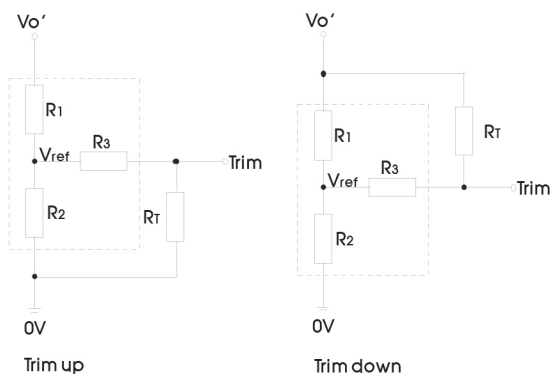 Vo'
R1
R3
Vref
Trim
R2
RT
0V
Trim up
Vo'
R1
RT
R3
Vref
Trim
R2
0V
Trim down